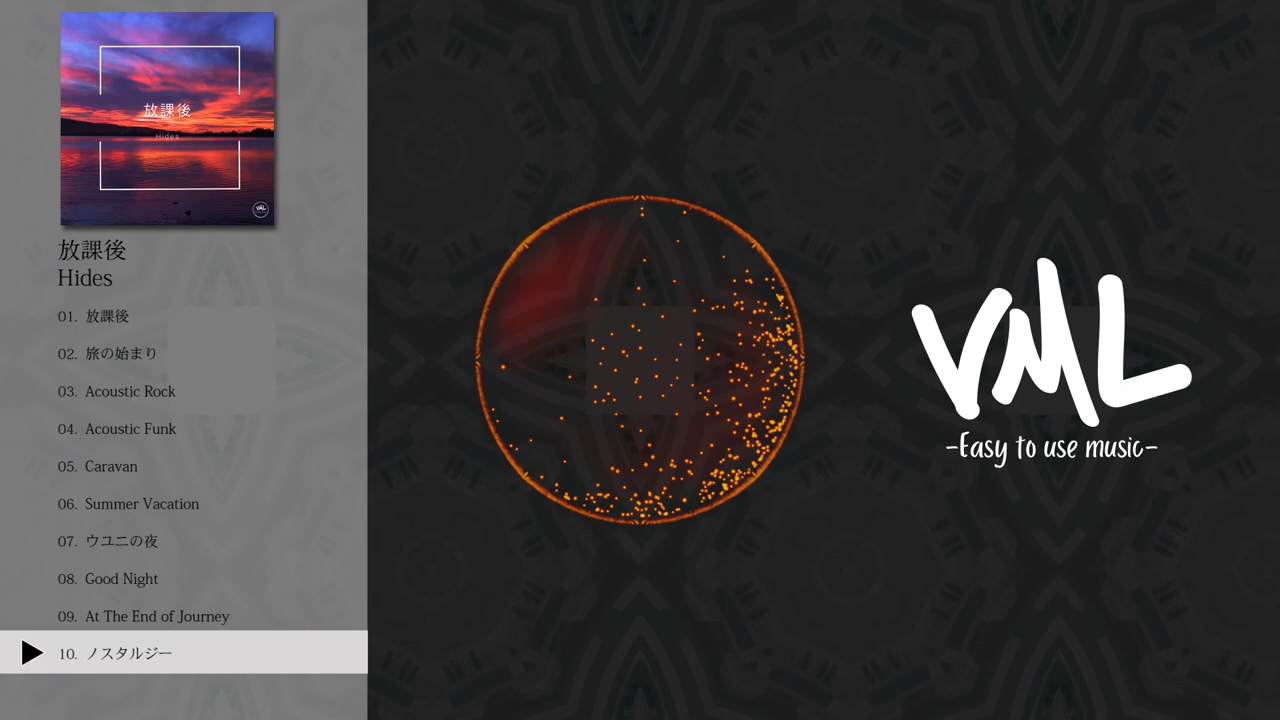 放課後
Hides
VML
放課後
Hides
01. 放課後
02. 旅の始まり
03. Acoustic Rock
04. Acoustic Funk
05. Caravan
06. Summer Vacation
07. ウユニの夜
08. Good Night
09. At The End of Journey
10. ノスタルジー
VML
-Easy to use music-